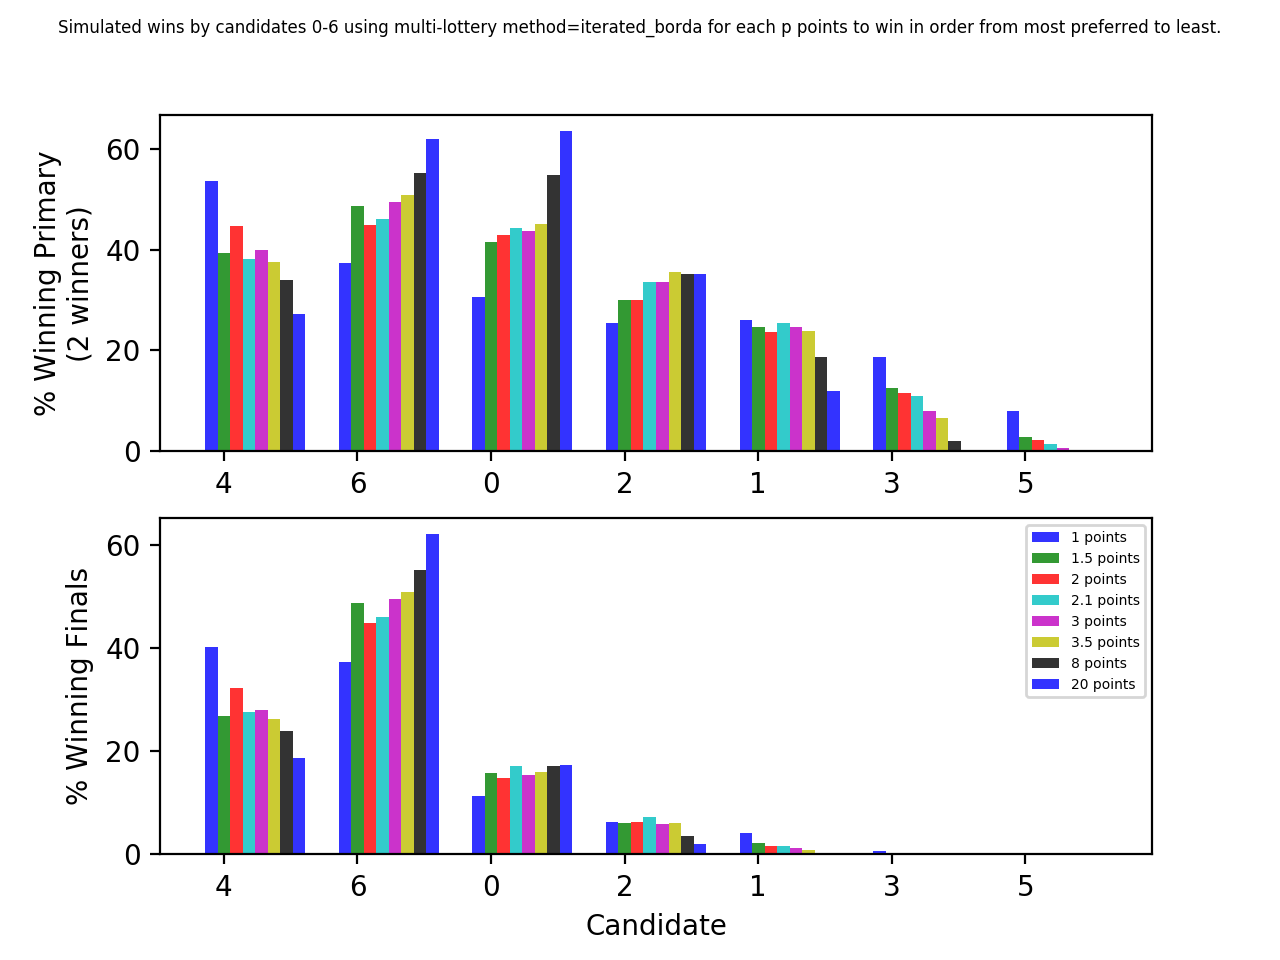 Simulated wins by candidates 0-6 using multi-lottery method=iterated_borda for each p points to win in order from most preferred to least.
% Winning Primary
(2 winners)
60
40
20
0
4 6 0 2 1 3 5
% Winning Finals
60
40
20
0
1 points
1.5 points
2 points
2.1 points
3 points
3.5 points
8 points
20 points
4 6 0 2 1 3 5
Candidate